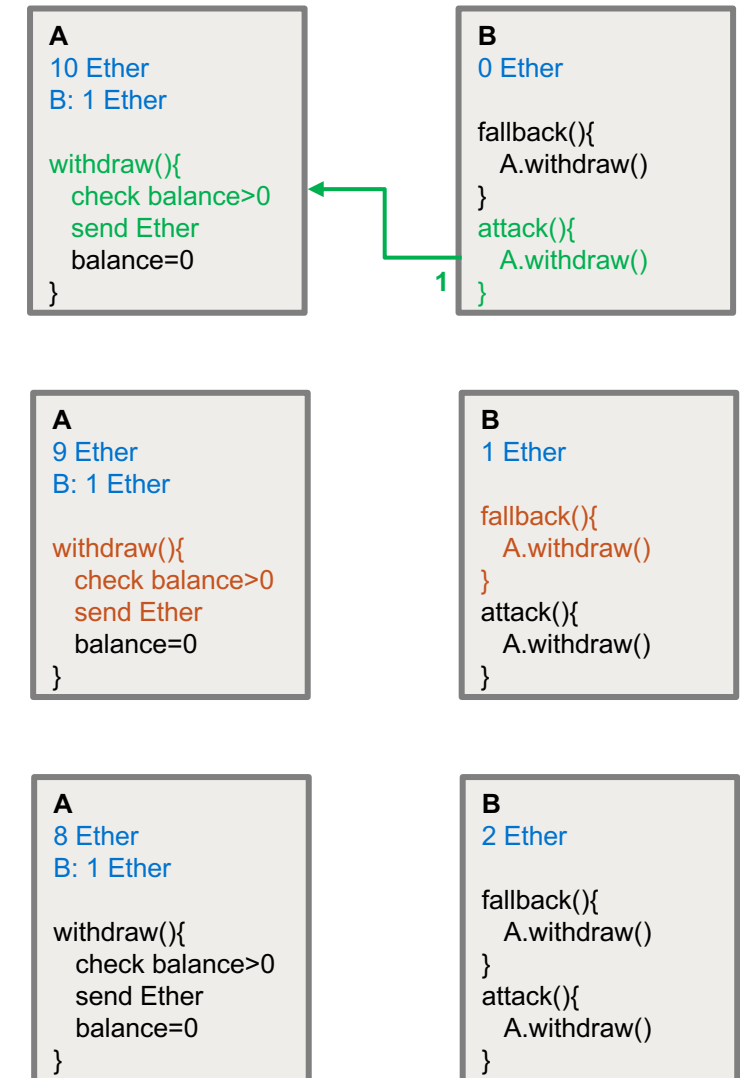 A
10 Ether
B: 1 Ether
withdraw(){
check balance>0
send Ether
balance=0
}
B
0 Ether
fallback(){
A.withdraw()
}
attack(){
A.withdraw()
}
1
A
9 Ether
B: 1 Ether
withdraw(){
check balance>0
send Ether
balance=0
}
B
1 Ether
fallback(){
A.withdraw()
}
attack(){
A.withdraw()
}
A
8 Ether
B: 1 Ether
withdraw(){
check balance>0
send Ether
balance=0
}
B
2 Ether
fallback(){
A.withdraw()
}
attack(){
A.withdraw()
}